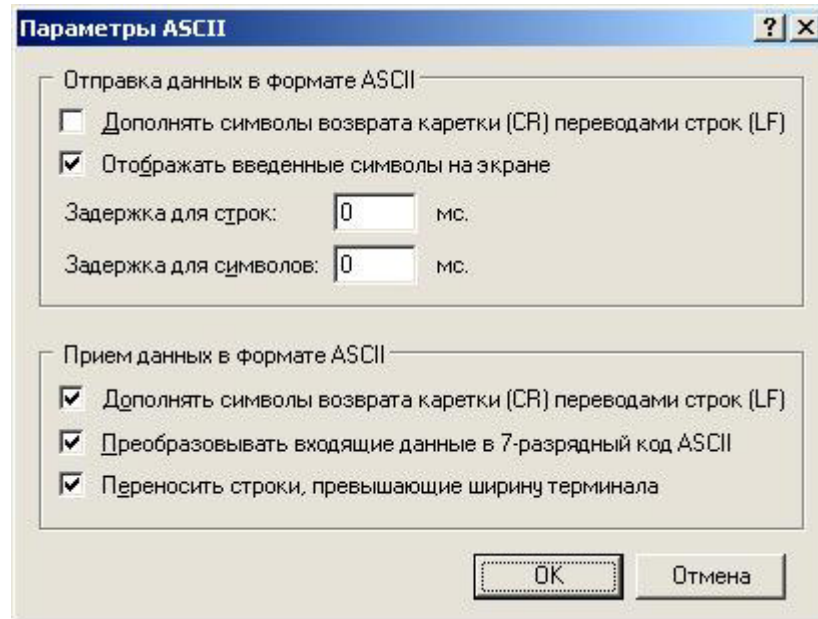 Параметры ASCII
Отправка данных в формате ASCII
Дополнять символы возврата каретки (CR) переводами строк (LF)
Отображать введенные символы на экране
Задержка для строк: 0 мс.
Задержка для символов: 0 мс.
Прием данных в формате ASCII
Дополнять символы возврата каретки (CR) переводами строк (LF)
Преобразовывать входящие данные в 7-разрядный код ASCII
Переносить строки, превышающие ширину терминала
OK Отмена